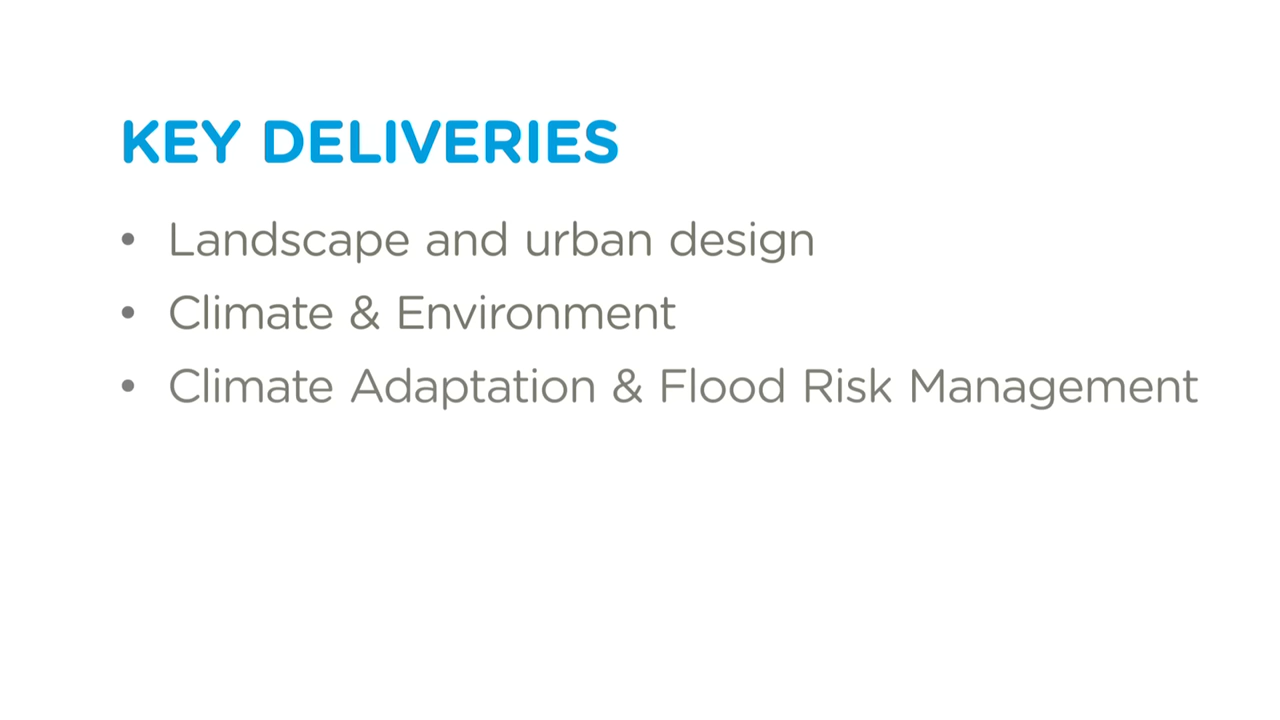 KEY DELIVERIES
• Landscape and urban design
• Climate & Environment
• Climate Adaptation & Flood Risk Management